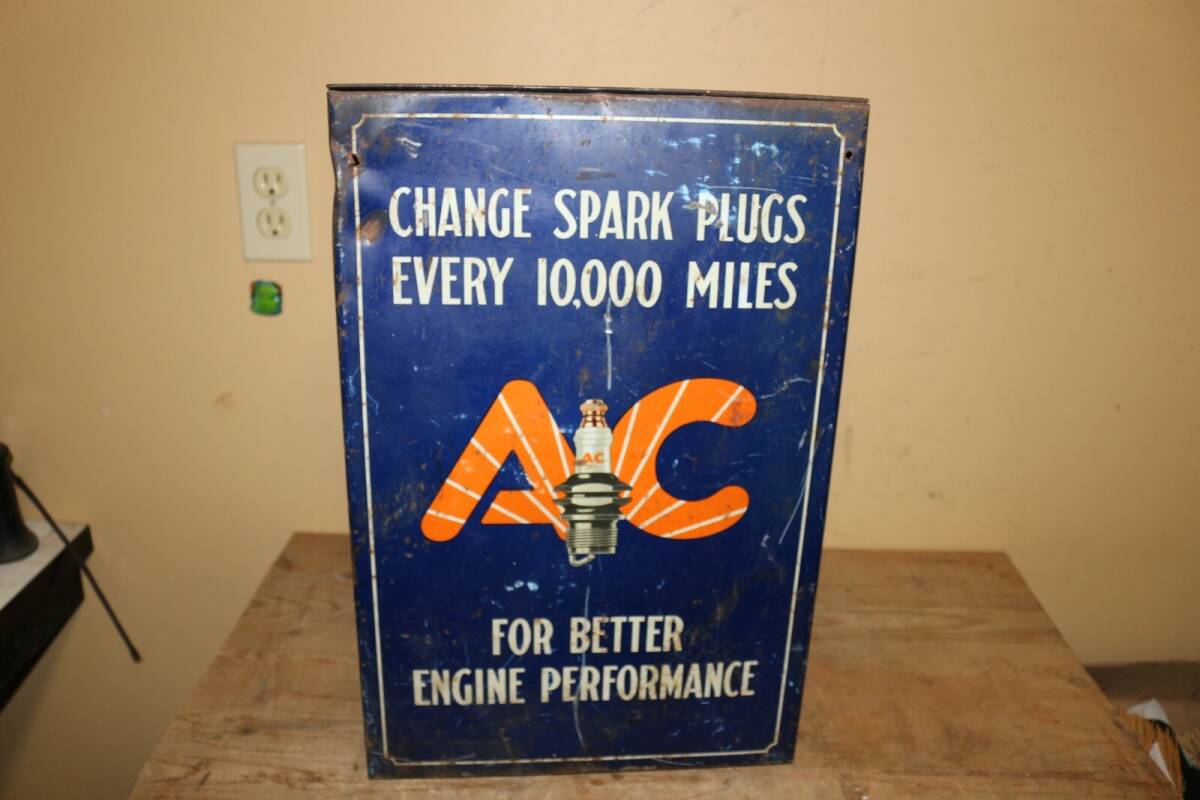 CHANGE SPARK PLUGS
EVERY 10,000 MILES
AC
AC
FOR BETTER
ENGINE PERFORMANCE